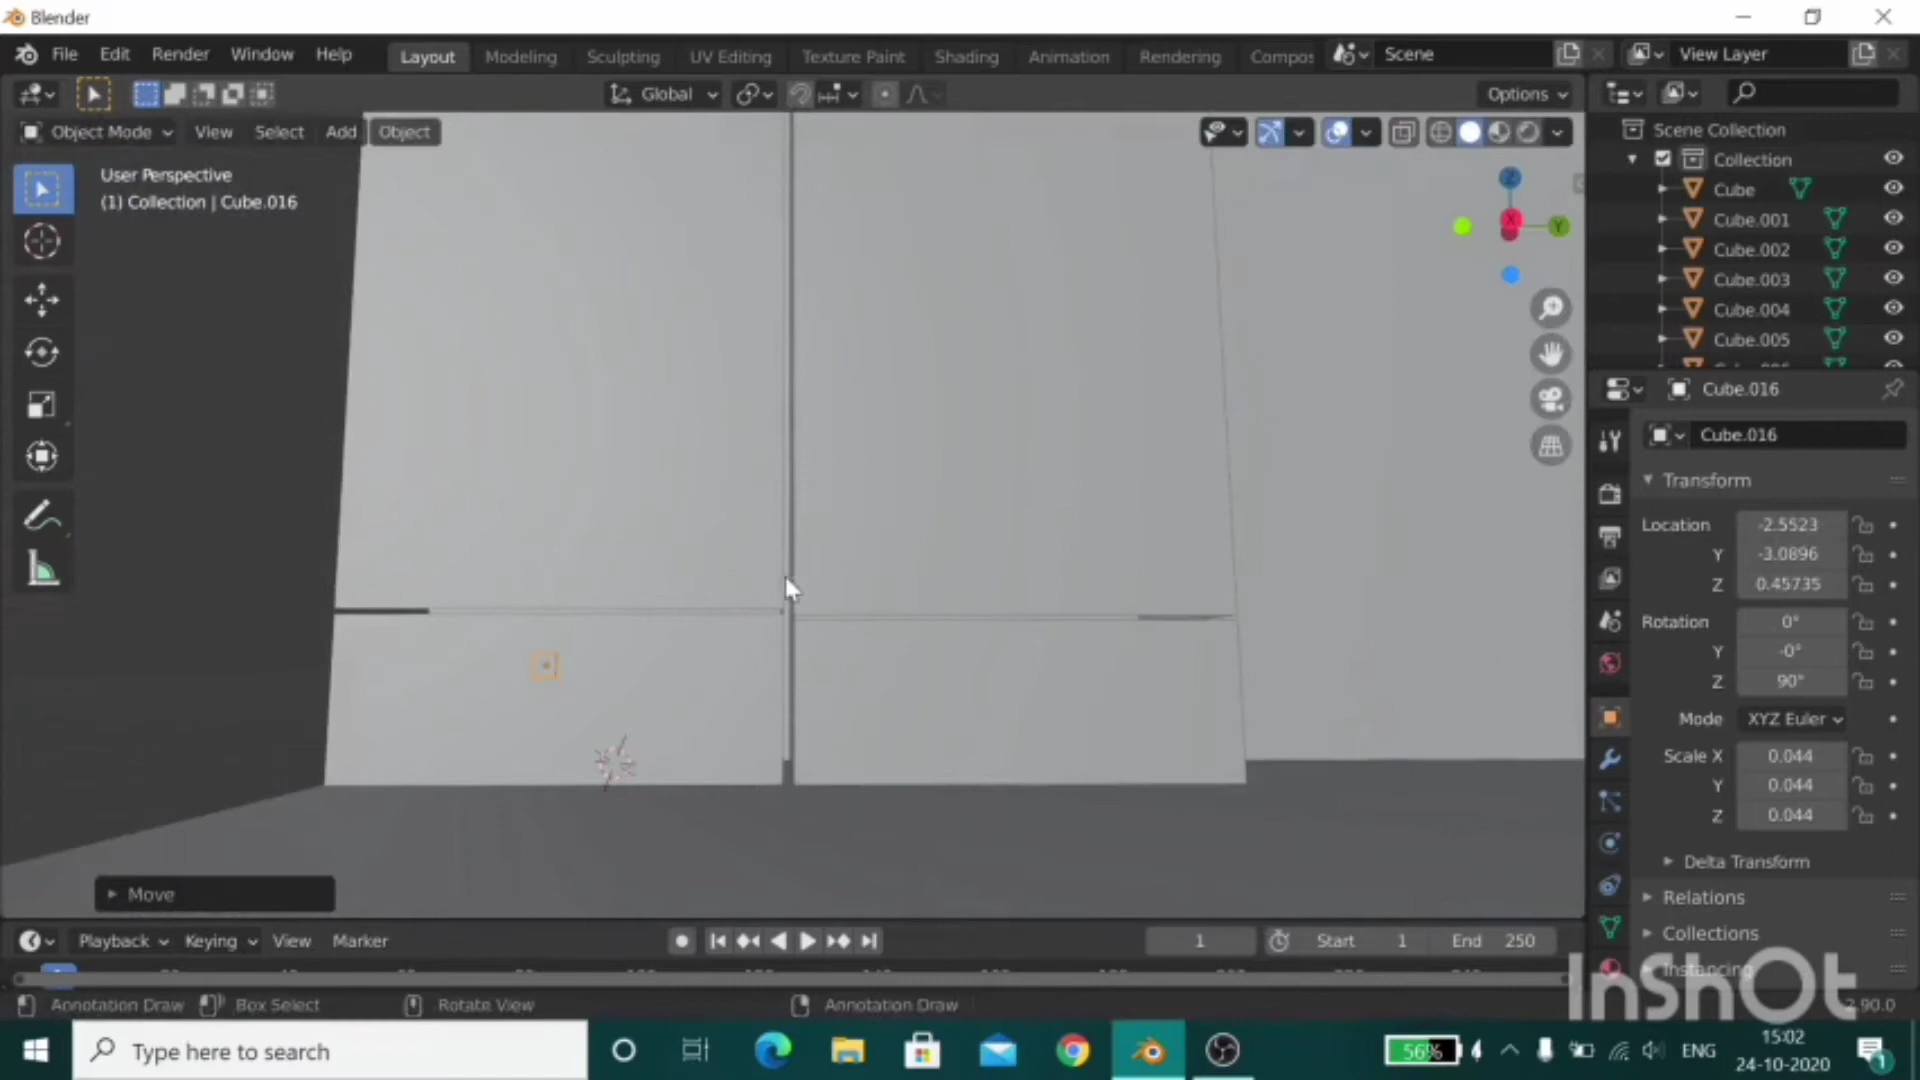 Blender
File Edit Render Window Help Layout Modeling Sculpting UV Editing Texture Paint Shading Animation Rendering Compos Scene View Layer
Global Options
Object Mode View Select Add Object
User Perspective
(1) Collection | Cube.016
Z
X
Y
Scene Collection
Collection
Cube
Cube.001
Cube.002
Cube.003
Cube.004
Cube.005
Cube.016
Cube.016
Transform
Location -2.5523
Y -3.0896
Z 0.45735
Rotation 0°
Y -0°
Z 90°
Mode XYZ Euler
Scale X 0.044
Y 0.044
Z 0.044
Delta Transform
Relations
Collections
Instancing
Move
Playback Keying View Marker 1 Start 1 End 250
Annotation Draw Box Select Rotate View Annotation Draw 2.90.0
InShOt
Type here to search
56%
ENG
15:02
24-10-2020
1